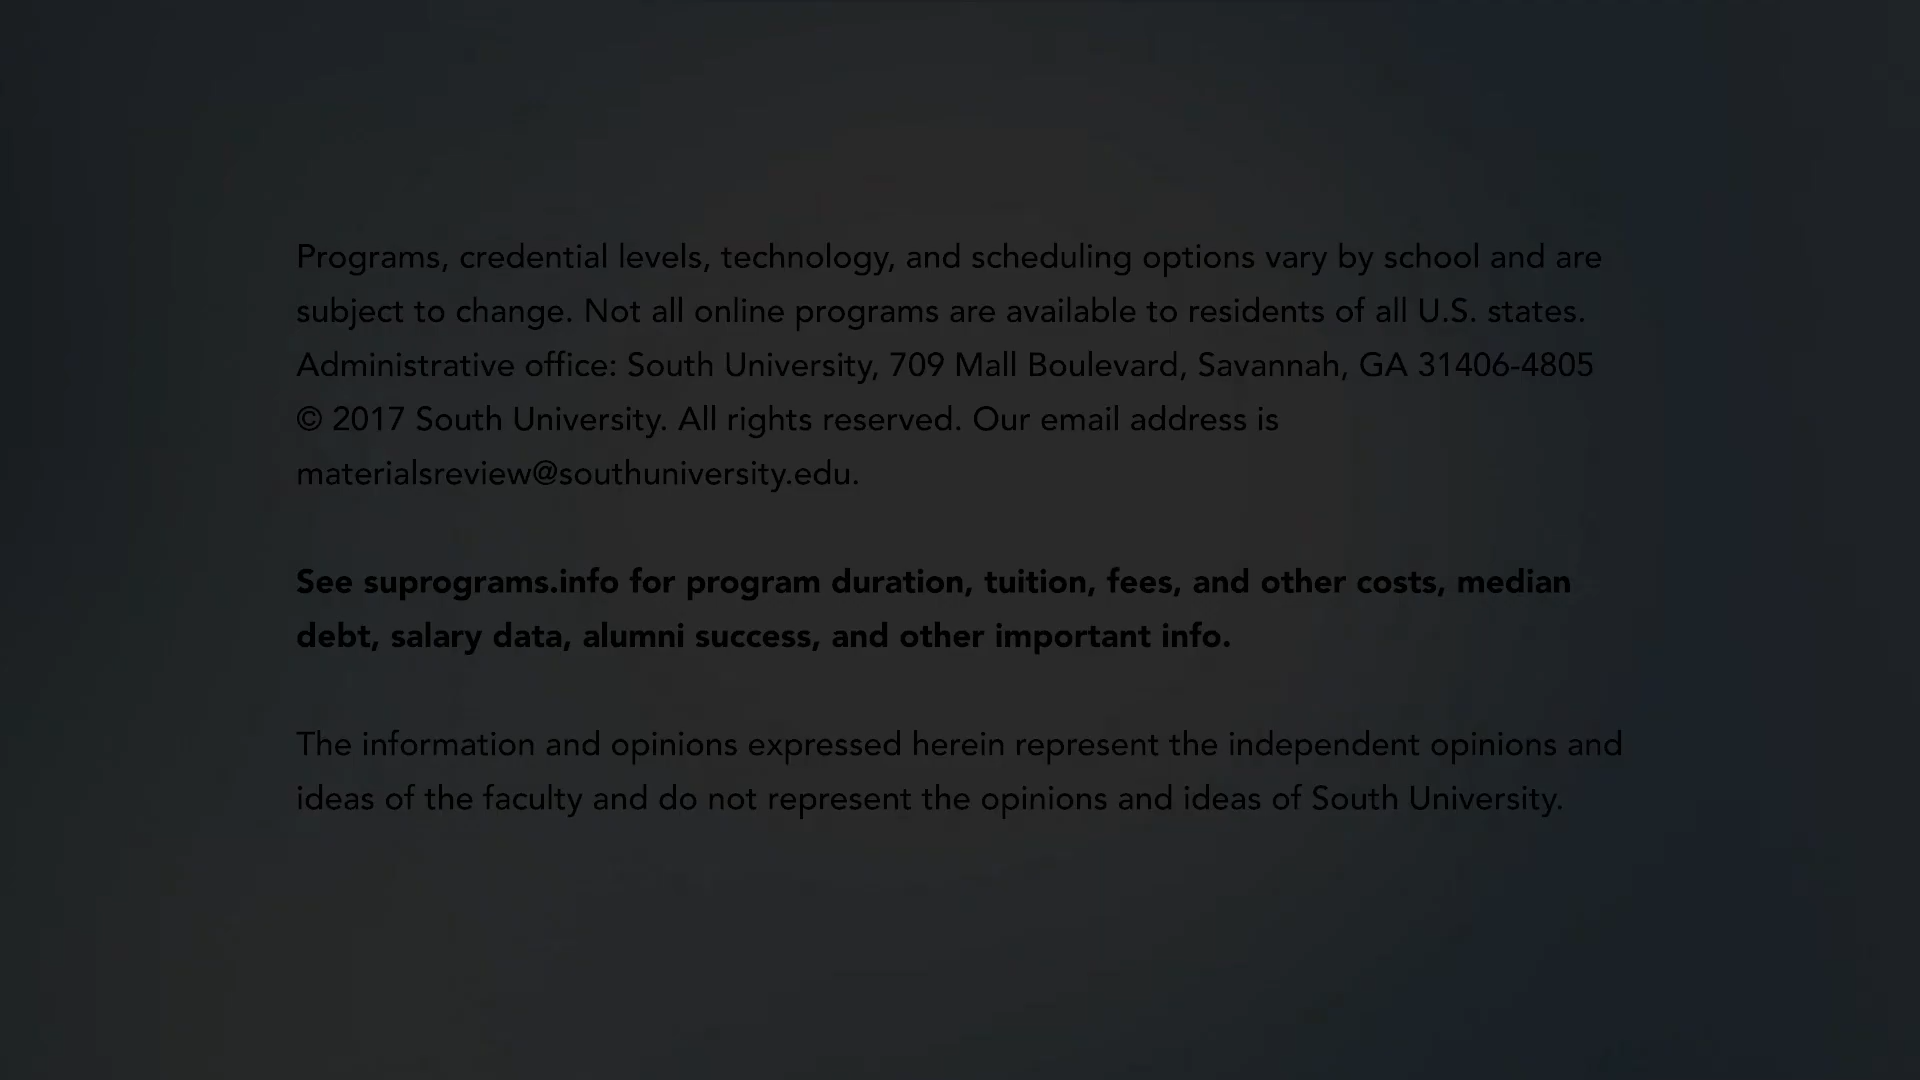 Programs, credential levels, technology, and scheduling options vary by school and are
subject to change. Not all online programs are available to residents of all U.S. states.
Administrative office: South University, 709 Mall Boulevard, Savannah, GA 31406-4805
© 2017 South University. All rights reserved. Our email address is
materialsreview@southuniversity.edu.
See suprograms.info for program duration, tuition, fees, and other costs, median
debt, salary data, alumni success, and other important info.
The information and opinions expressed herein represent the independent opinions and
ideas of the faculty and do not represent the opinions and ideas of South University.